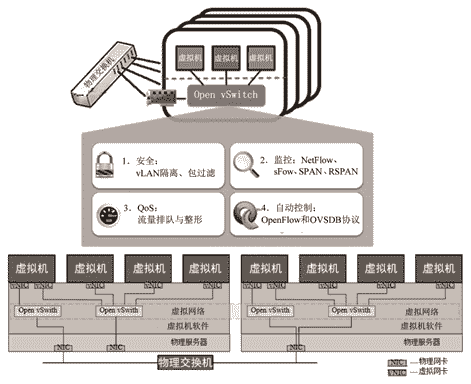 物理交换机
虚拟机 虚拟机 虚拟机
Open vSwitch
1. 安全:
vLAN隔离、包过滤
2. 监控: NetFlow、
sFow、SPAN、RSPAN
3. QoS:
流量排队与整形
4. 自动控制:
OpenFlow和OVSDB协议
虚拟机 虚拟机 虚拟机 虚拟机 虚拟机 虚拟机 虚拟机 虚拟机
vNIC vNIC vNIC vNIC vNIC vNIC vNIC vNIC
Open vSwith Open vSwith 虚拟网络 Open vSwith Open vSwith 虚拟网络
虚拟机软件 虚拟机软件
物理服务器 物理服务器
NIC NIC NIC
物理交换机
NIC --- 物理网卡
vNIC --- 虚拟网卡